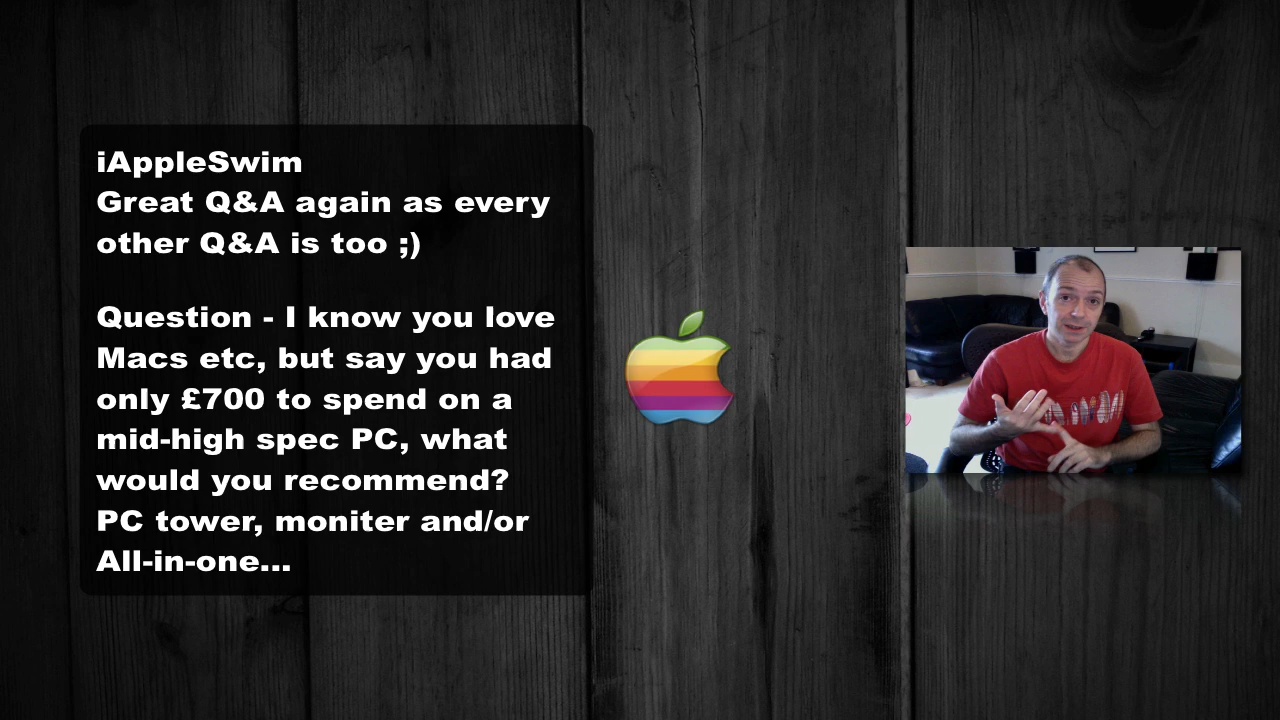 iAppleSwim
Great Q&A again as every
other Q&A is too ;)
Question - I know you love
Macs etc, but say you had
only £700 to spend on a
mid-high spec PC, what
would you recommend?
PC tower, moniter and/or
All-in-one...